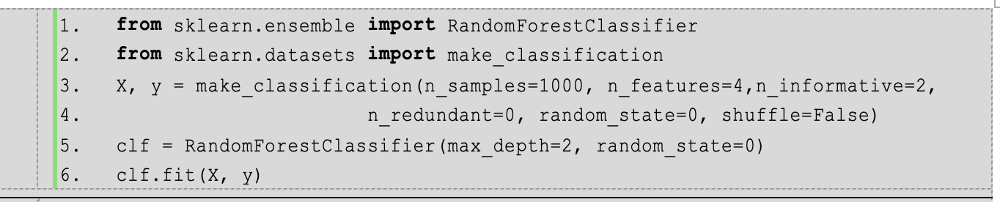 1. from sklearn.ensemble import RandomForestClassifier
2. from sklearn.datasets import make_classification
3. X, y = make_classification(n_samples=1000, n_features=4,n_informative=2,
4. n_redundant=0, random_state=0, shuffle=False)
5. clf = RandomForestClassifier(max_depth=2, random_state=0)
6. clf.fit(X, y)